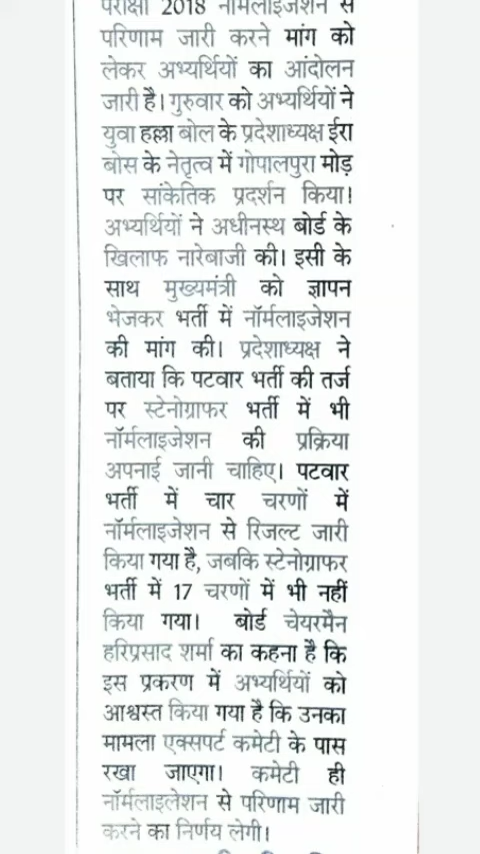 परीक्षा 2018 नॉर्मलाइजेशन से
परिणाम जारी करने मांग को
लेकर अभ्यर्थियों का आंदोलन
जारी है। गुरुवार को अभ्यर्थियों ने
युवा हल्ला बोल के प्रदेशाध्यक्ष ईरा
बोस के नेतृत्व में गोपालपुरा मोड़
पर सांकेतिक प्रदर्शन किया।
अभ्यर्थियों ने अधीनस्थ बोर्ड के
खिलाफ नारेबाजी की। इसी के
साथ मुख्यमंत्री को ज्ञापन
भेजकर भर्ती में नॉर्मलाइजेशन
की मांग की। प्रदेशाध्यक्ष ने
बताया कि पटवार भर्ती की तर्ज
पर स्टेनोग्राफर भर्ती में भी
नॉर्मलाइजेशन की प्रक्रिया
अपनाई जानी चाहिए। पटवार
भर्ती में चार चरणों में
नॉर्मलाइजेशन से रिजल्ट जारी
किया गया है, जबकि स्टेनोग्राफर
भर्ती में 17 चरणों में भी नहीं
किया गया। बोर्ड चेयरमैन
हरिप्रसाद शर्मा का कहना है कि
इस प्रकरण में अभ्यर्थियों को
आश्वस्त किया गया है कि उनका
मामला एक्सपर्ट कमेटी के पास
रखा जाएगा। कमेटी ही
नॉर्मलाइलेशन से परिणाम जारी
करने का निर्णय लेगी।